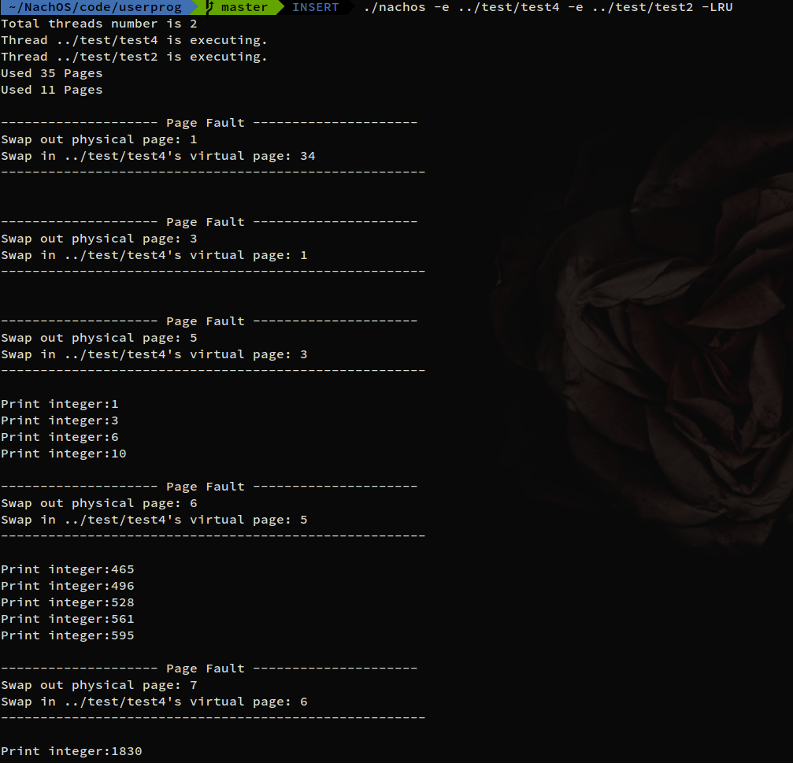 ~/NachOS/code/userprog master INSERT ./nachos -e ../test/test4 -e ../test/test2 -LRU
Total threads number is 2
Thread ../test/test4 is executing.
Thread ../test/test2 is executing.
Used 35 Pages
Used 11 Pages
-------------------- Page Fault ---------------------
Swap out physical page: 1
Swap in ../test/test4's virtual page: 34
------------------------------------------------------
-------------------- Page Fault ---------------------
Swap out physical page: 3
Swap in ../test/test4's virtual page: 1
------------------------------------------------------
-------------------- Page Fault ---------------------
Swap out physical page: 5
Swap in ../test/test4's virtual page: 3
------------------------------------------------------
Print integer:1
Print integer:3
Print integer:6
Print integer:10
-------------------- Page Fault ---------------------
Swap out physical page: 6
Swap in ../test/test4's virtual page: 5
------------------------------------------------------
Print integer:465
Print integer:496
Print integer:528
Print integer:561
Print integer:595
-------------------- Page Fault ---------------------
Swap out physical page: 7
Swap in ../test/test4's virtual page: 6
------------------------------------------------------
Print integer:1830